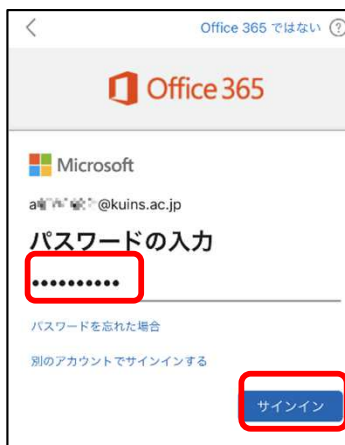 Office 365 ではない ?
Office 365
Microsoft
@kuins.ac.jp
パスワードの入力
パスワードを忘れた場合
別のアカウントでサインインする
サインイン